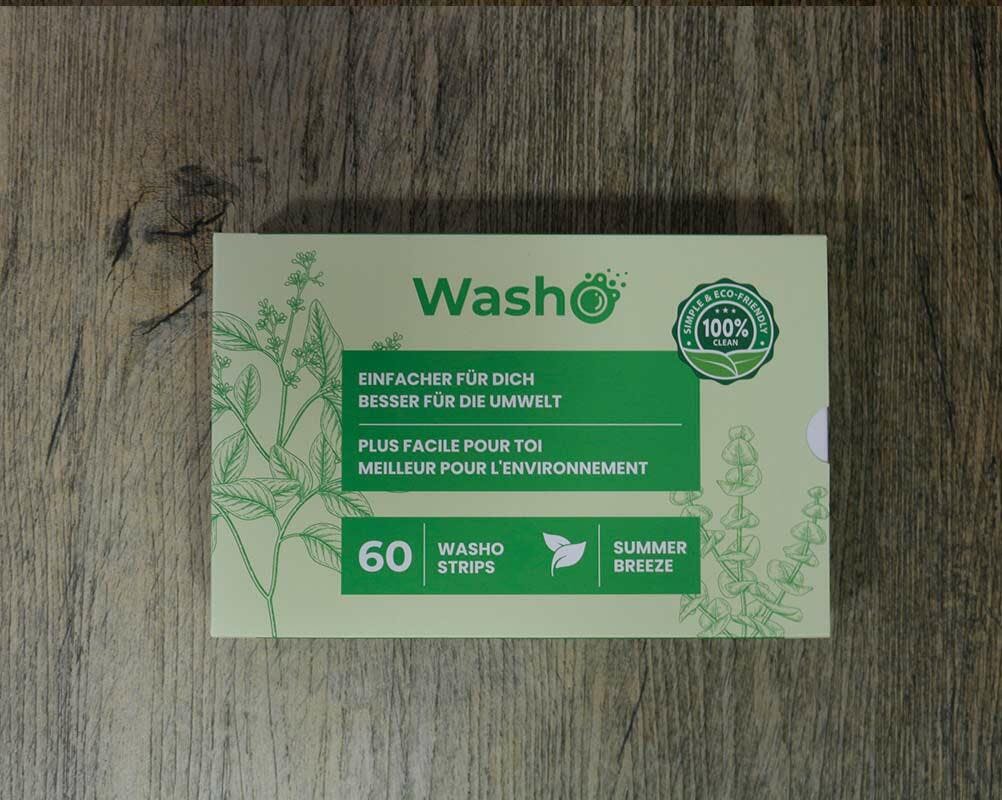 Washo
SIMPLE & ECO-FRIENDLY
100%
CLEAN
EINFACHER FÜR DICH
BESSER FÜR DIE UMWELT
PLUS FACILE POUR TOI
MEILLEUR POUR L'ENVIRONNEMENT
60
WASHO
STRIPS
SUMMER
BREEZE